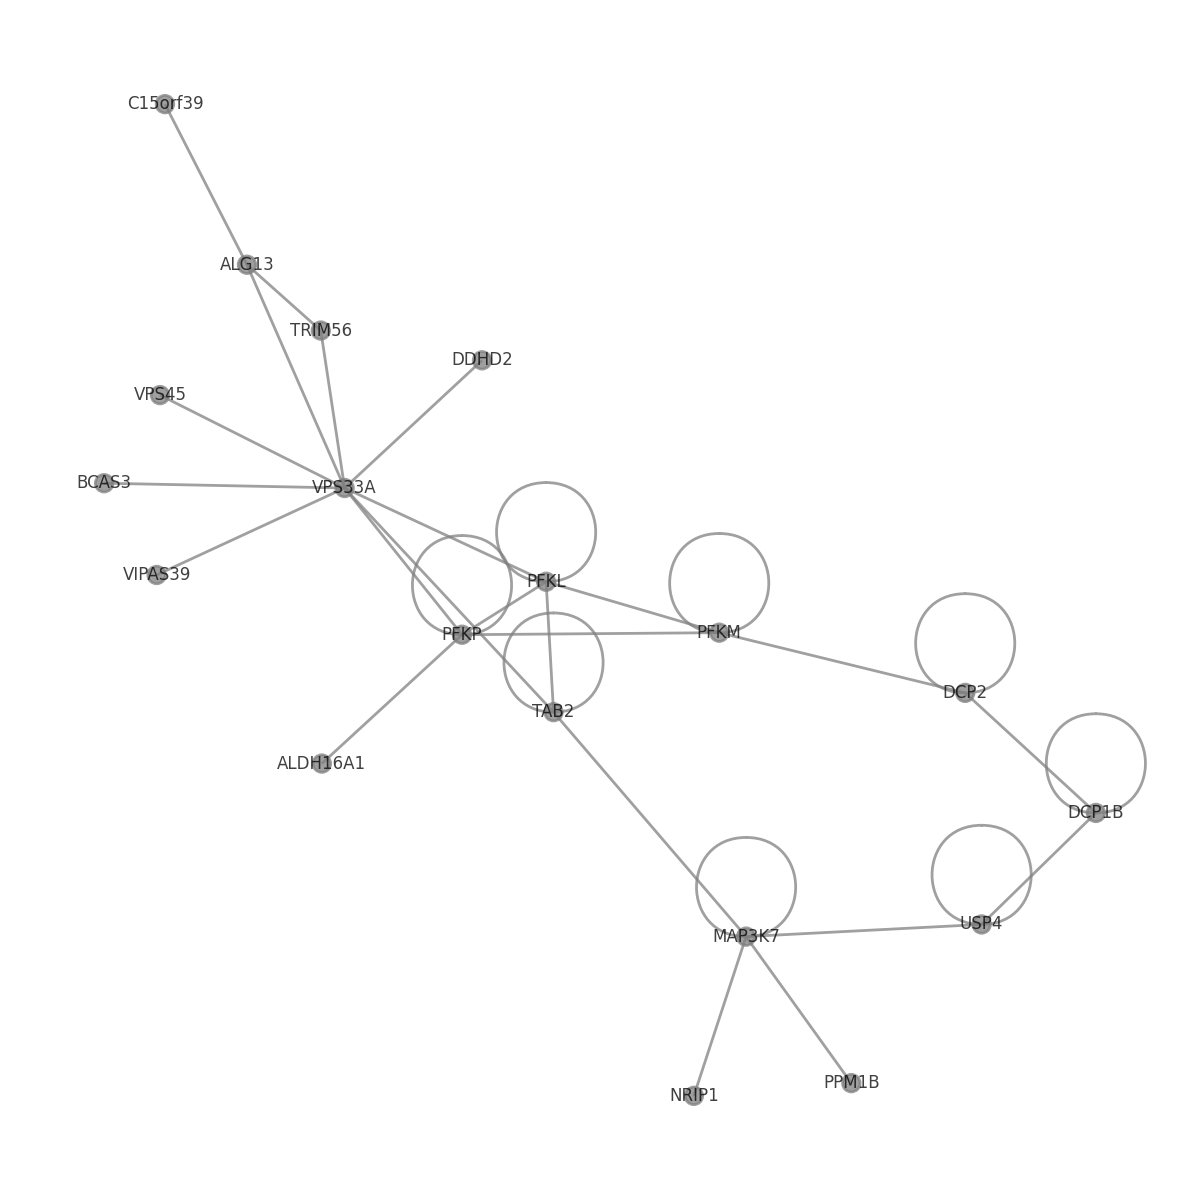 C15orf39
ALG13
TRIM56
DDHD2
VPS45
BCAS3
VPS33A
VIPAS39
PFKL
PFKP
PFKM
DCP2
TAB2
ALDH16A1
DCP1B
USP4
MAP3K7
PPM1B
NRIP1